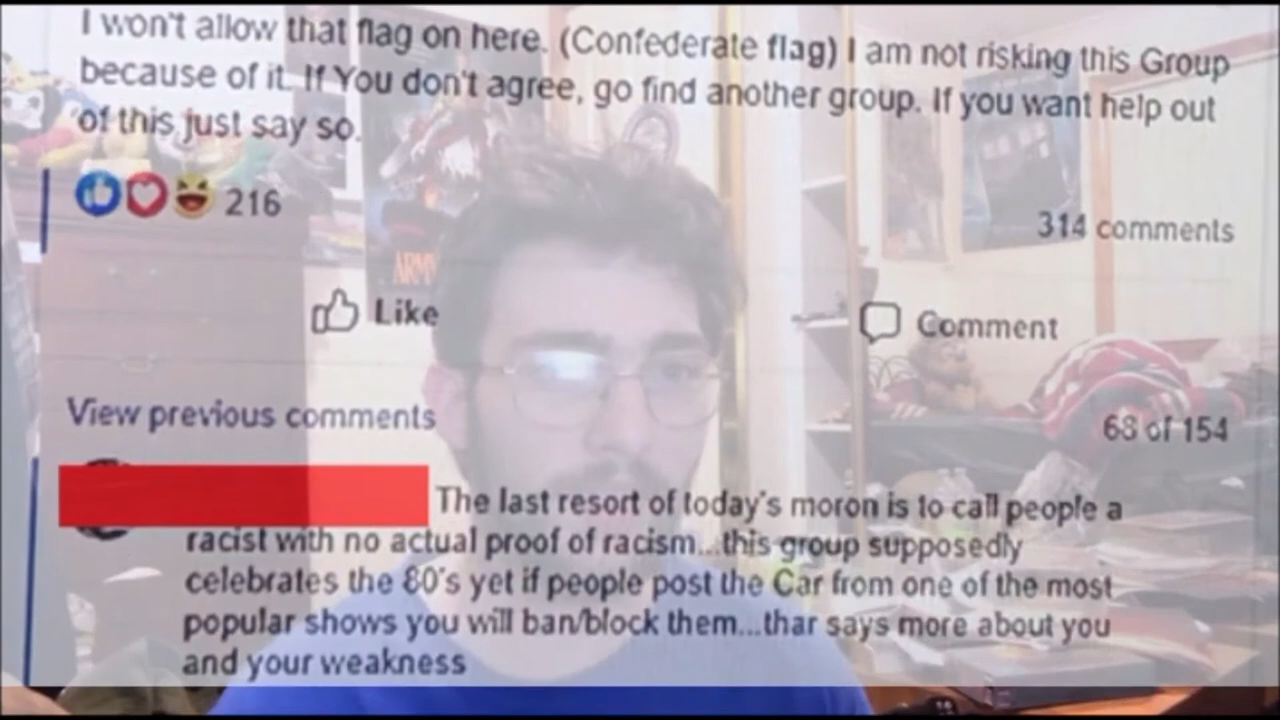 I won't allow that flag on here. (Confederate flag) I am not risking this Group
because of it. If You don't agree, go find another group. If you want help out
of this just say so.
216
314 comments
ARMY
Like
Comment
View previous comments
68 of 154
The last resort of today's moron is to call people a
racist with no actual proof of racism...this group supposedly
celebrates the 80's yet if people post the Car from one of the most
popular shows you will ban/block them...thar says more about you
and your weakness